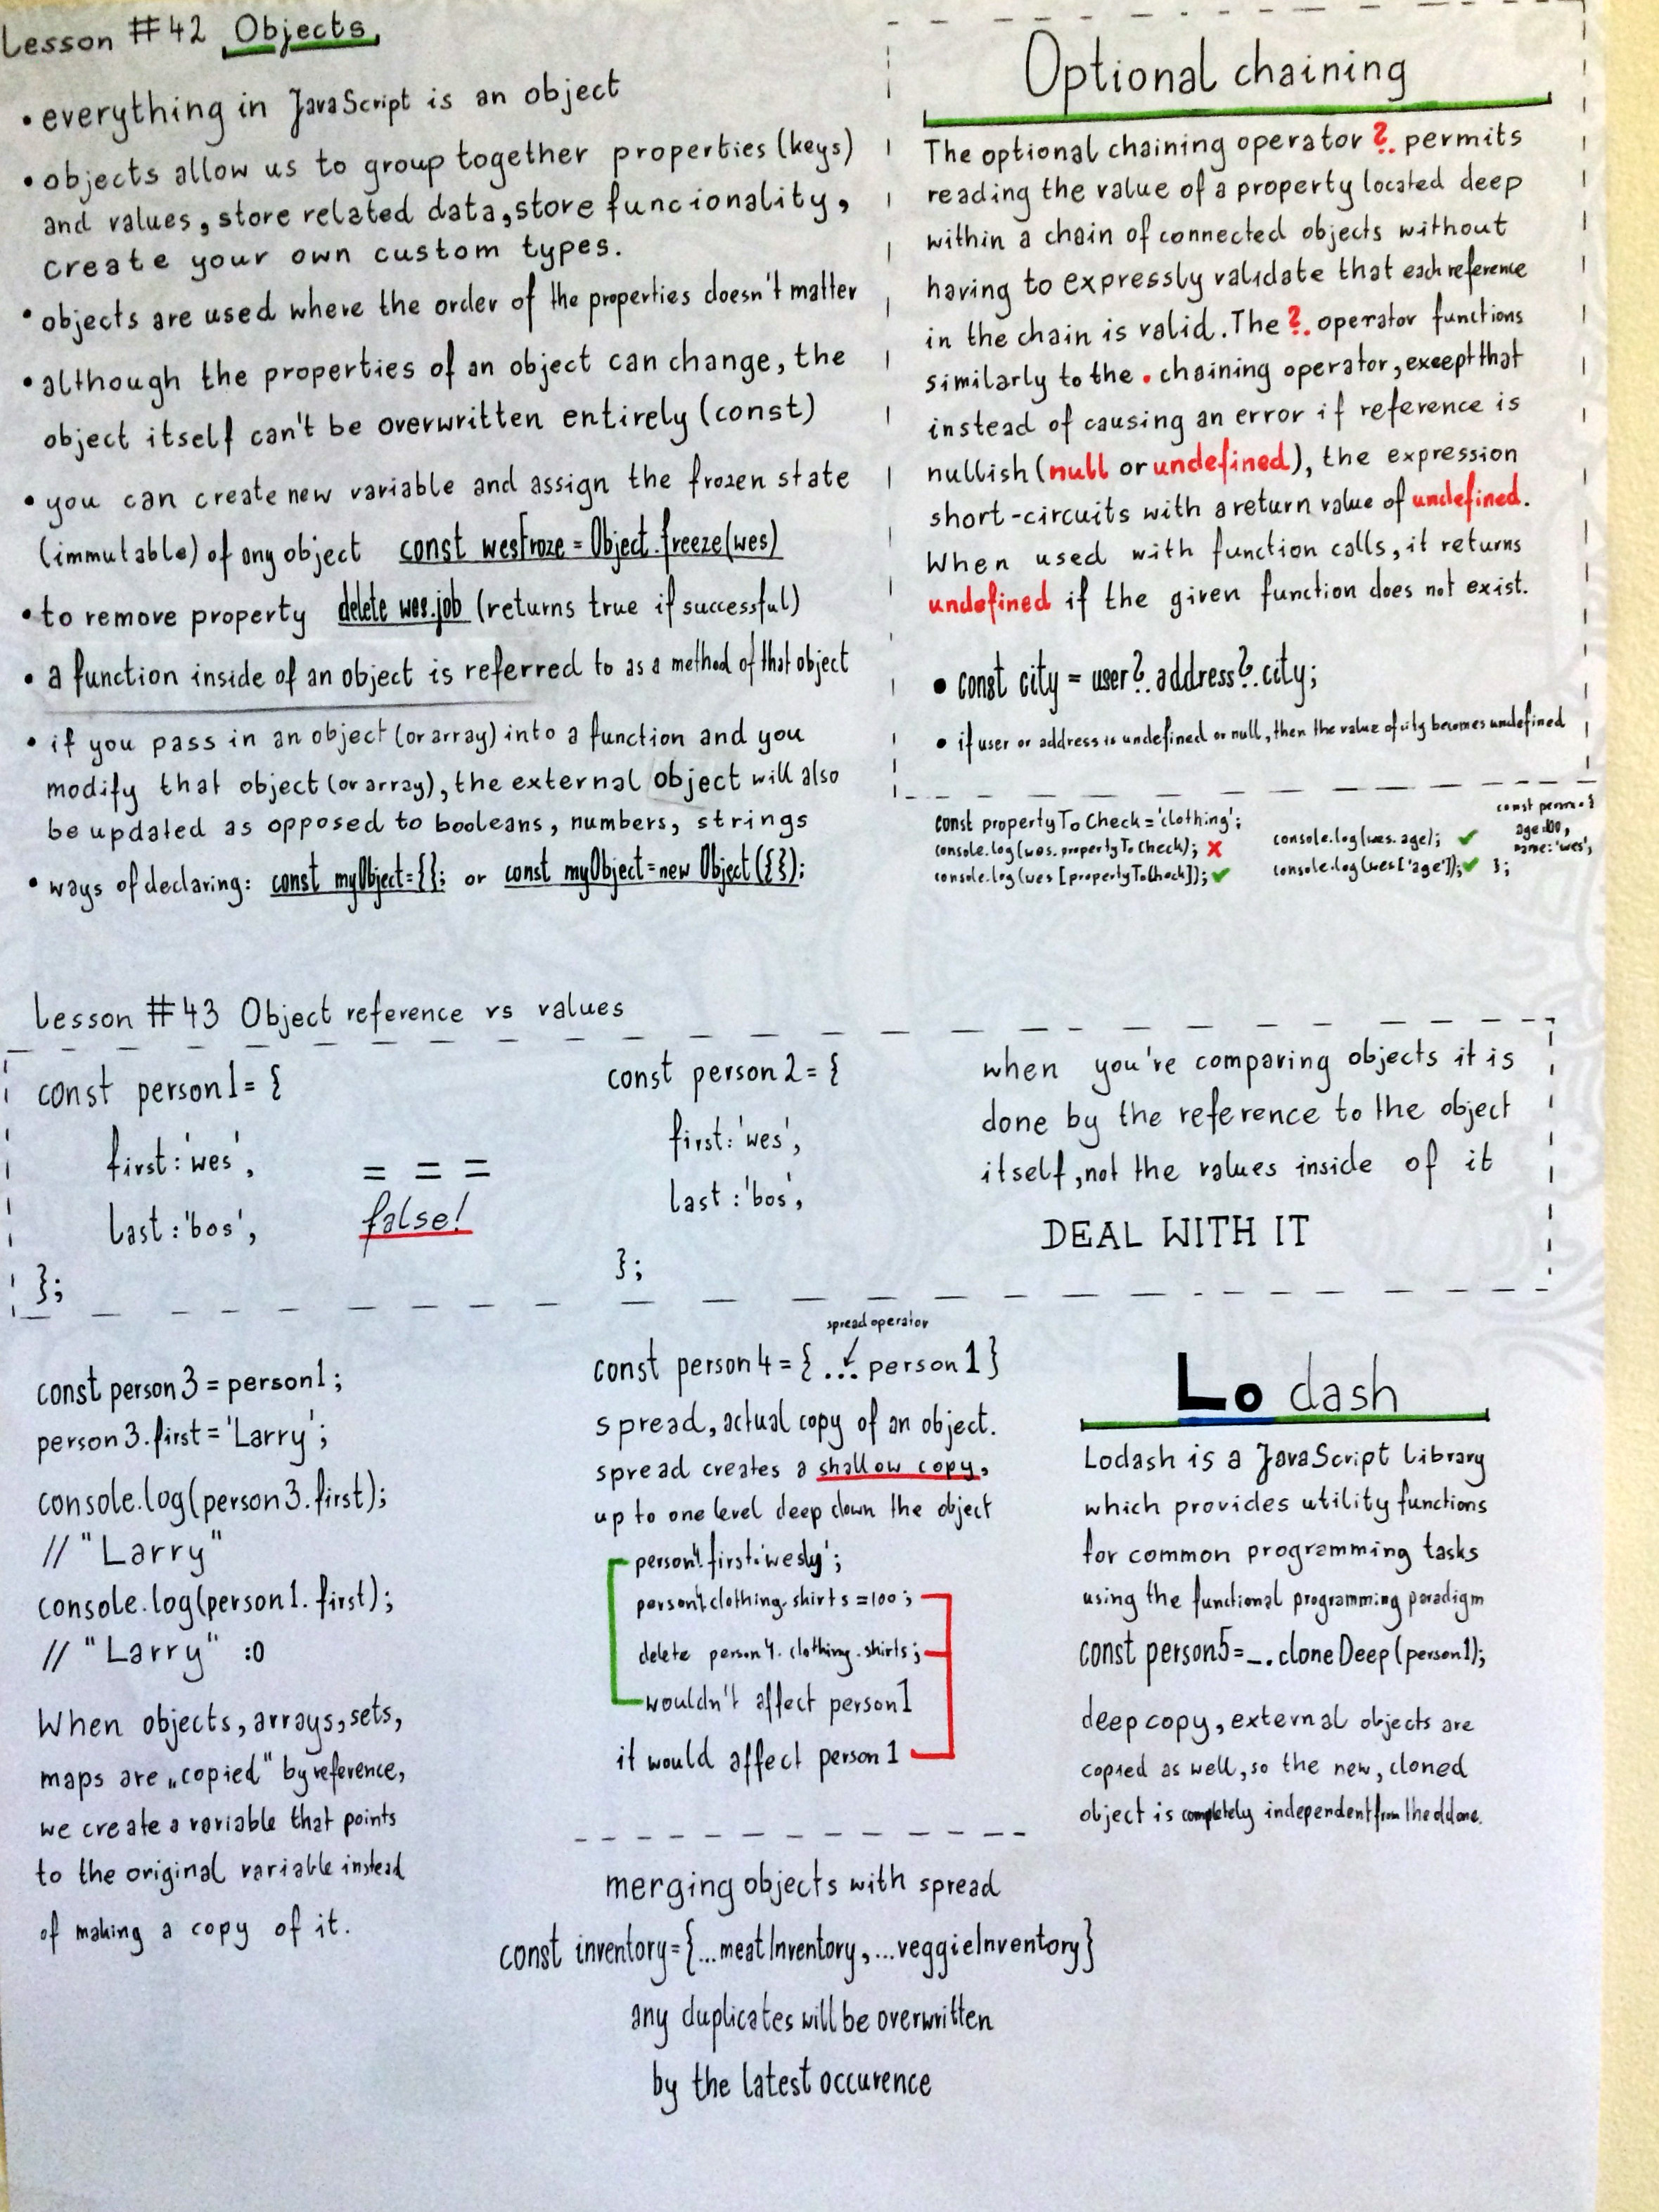 Lesson #42 Objects
• everything in JavaScript is an object
• objects allow us to group together properties (keys)
and values, store related data, store funcionality,
create your own custom types.
• objects are used where the order of the properties doesn't matter
• although the properties of an object can change, the
object itself can't be overwritten entirely (const)
• you can create new variable and assign the frozen state
(immutable) of any object const wesFroze = Object.freeze(wes)
• to remove property delete wes.job (returns true if successful)
• a function inside of an object is referred to as a method of that object
• if you pass in an object (or array) into a function and you
modify that object (or array), the external object will also
be updated as opposed to booleans, numbers, strings
• ways of declaring: const myObject={}; or const myObject=new Object({});
Optional chaining
The optional chaining operator ?. permits
reading the value of a property located deep
within a chain of connected objects without
having to expressly validate that each reference
in the chain is valid. The ?. operator functions
similarly to the . chaining operator, except that
instead of causing an error if reference is
nullish (null or undefined), the expression
short-circuits with a return value of undefined.
When used with function calls, it returns
undefined if the given function does not exist.
• const city = user?.address?.city;
• if user or address is undefined or null, then the value of city becomes undefined
const propertyToCheck = 'clothing';
console.log(wes.propertyToCheck); ✗
console.log(wes[propertyToCheck]); ✓
console.log(wes.age); ✓
console.log(wes['age']); ✓
const person = {
age: 100,
name: 'wes',
};
Lesson #43 Object reference vs values
const person1 = {
first: 'wes',
last: 'bos',
};
= = =
false!
const person2 = {
first: 'wes',
last: 'bos',
};
when you're comparing objects it is
done by the reference to the object
itself, not the values inside of it
DEAL WITH IT
const person3 = person1;
person3.first = 'Larry';
console.log(person3.first);
// "Larry"
console.log(person1.first);
// "Larry" :0
When objects, arrays, sets,
maps are „copied" by reference,
we create a variable that points
to the original variable instead
of making a copy of it.
spread operator
const person4 = { ... person1}
spread, actual copy of an object.
spread creates a shallow copy,
up to one level deep down the object
person4.first='wesly';
person4.clothing.shirts = 100;
delete person4.clothing.shirts;
wouldn't affect person1
it would affect person1
merging objects with spread
const inventory={...meatInventory, ...veggieInventory}
any duplicates will be overwritten
by the latest occurence
Lo dash
Lodash is a JavaScript library
which provides utility functions
for common programming tasks
using the functional programming paradigm
const person5=_.cloneDeep(person1);
deep copy, external objects are
copied as well, so the new, cloned
object is completely independent from the old one.